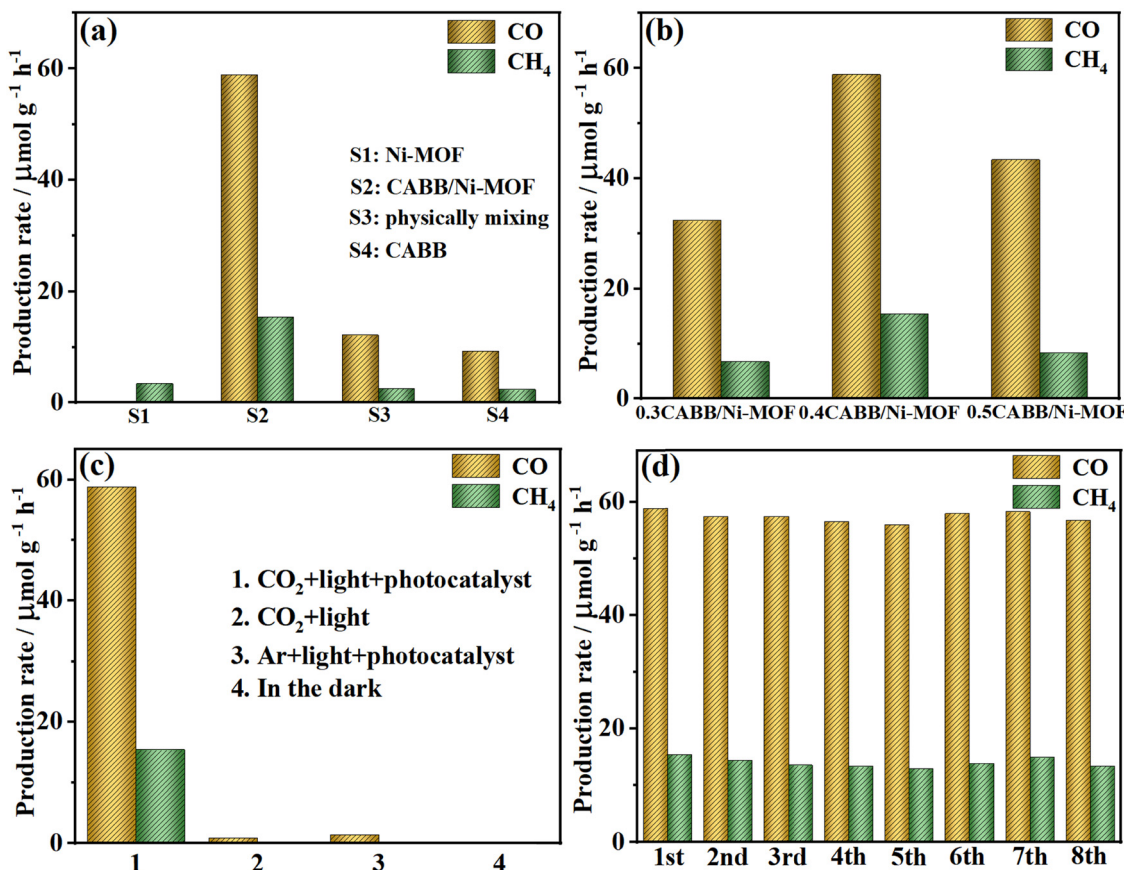 (a)
CO
CH₄
Production rate / μmol g⁻¹ h⁻¹
60
40
20
0
S1: Ni-MOF
S2: CABB/Ni-MOF
S3: physically mixing
S4: CABB
S1 S2 S3 S4
(b)
CO
CH₄
Production rate / μmol g⁻¹ h⁻¹
60
40
20
0
0.3CABB/Ni-MOF 0.4CABB/Ni-MOF 0.5CABB/Ni-MOF
(c)
CO
CH₄
Production rate / μmol g⁻¹ h⁻¹
60
40
20
0
1. CO₂+light+photocatalyst
2. CO₂+light
3. Ar+light+photocatalyst
4. In the dark
1 2 3 4
(d)
CO
CH₄
Production rate / μmol g⁻¹ h⁻¹
60
40
20
0
1st 2nd 3rd 4th 5th 6th 7th 8th